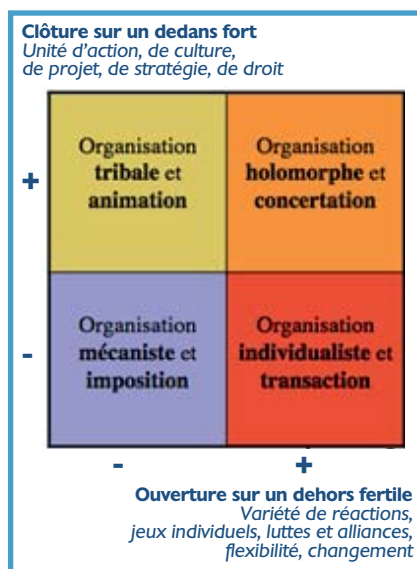 Clôture sur un dedans fort
Unité d'action, de culture,
de projet, de stratégie, de droit
Organisation
tribale et
animation
Organisation
holomorphe et
concertation
+
Organisation
mécaniste et
imposition
Organisation
individualiste et
transaction
-
-
+
Ouverture sur un dehors fertile
Variété de réactions,
jeux individuels, luttes et alliances,
flexibilité, changement